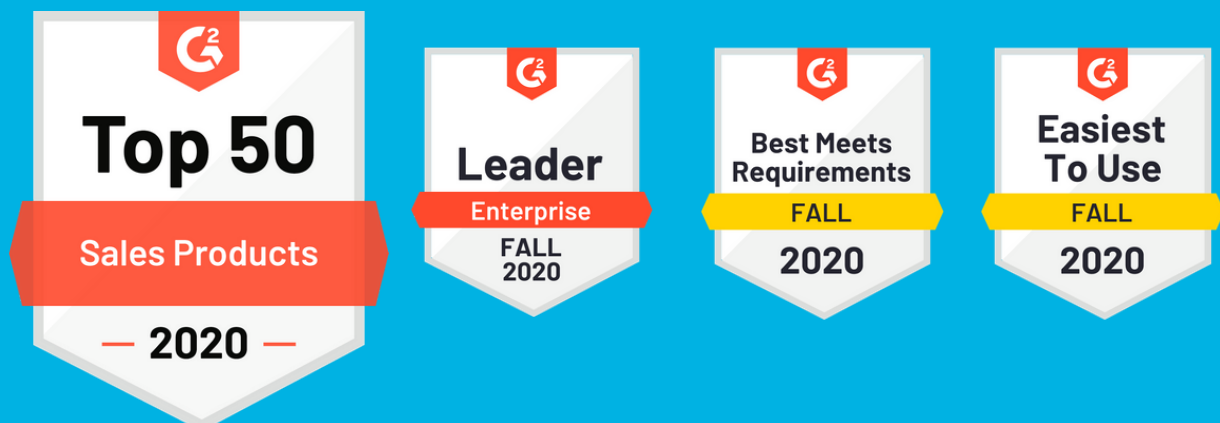 G2
Top 50
Sales Products
2020
G2
Leader
Enterprise
FALL
2020
G2
Best Meets
Requirements
FALL
2020
G2
Easiest
To Use
FALL
2020